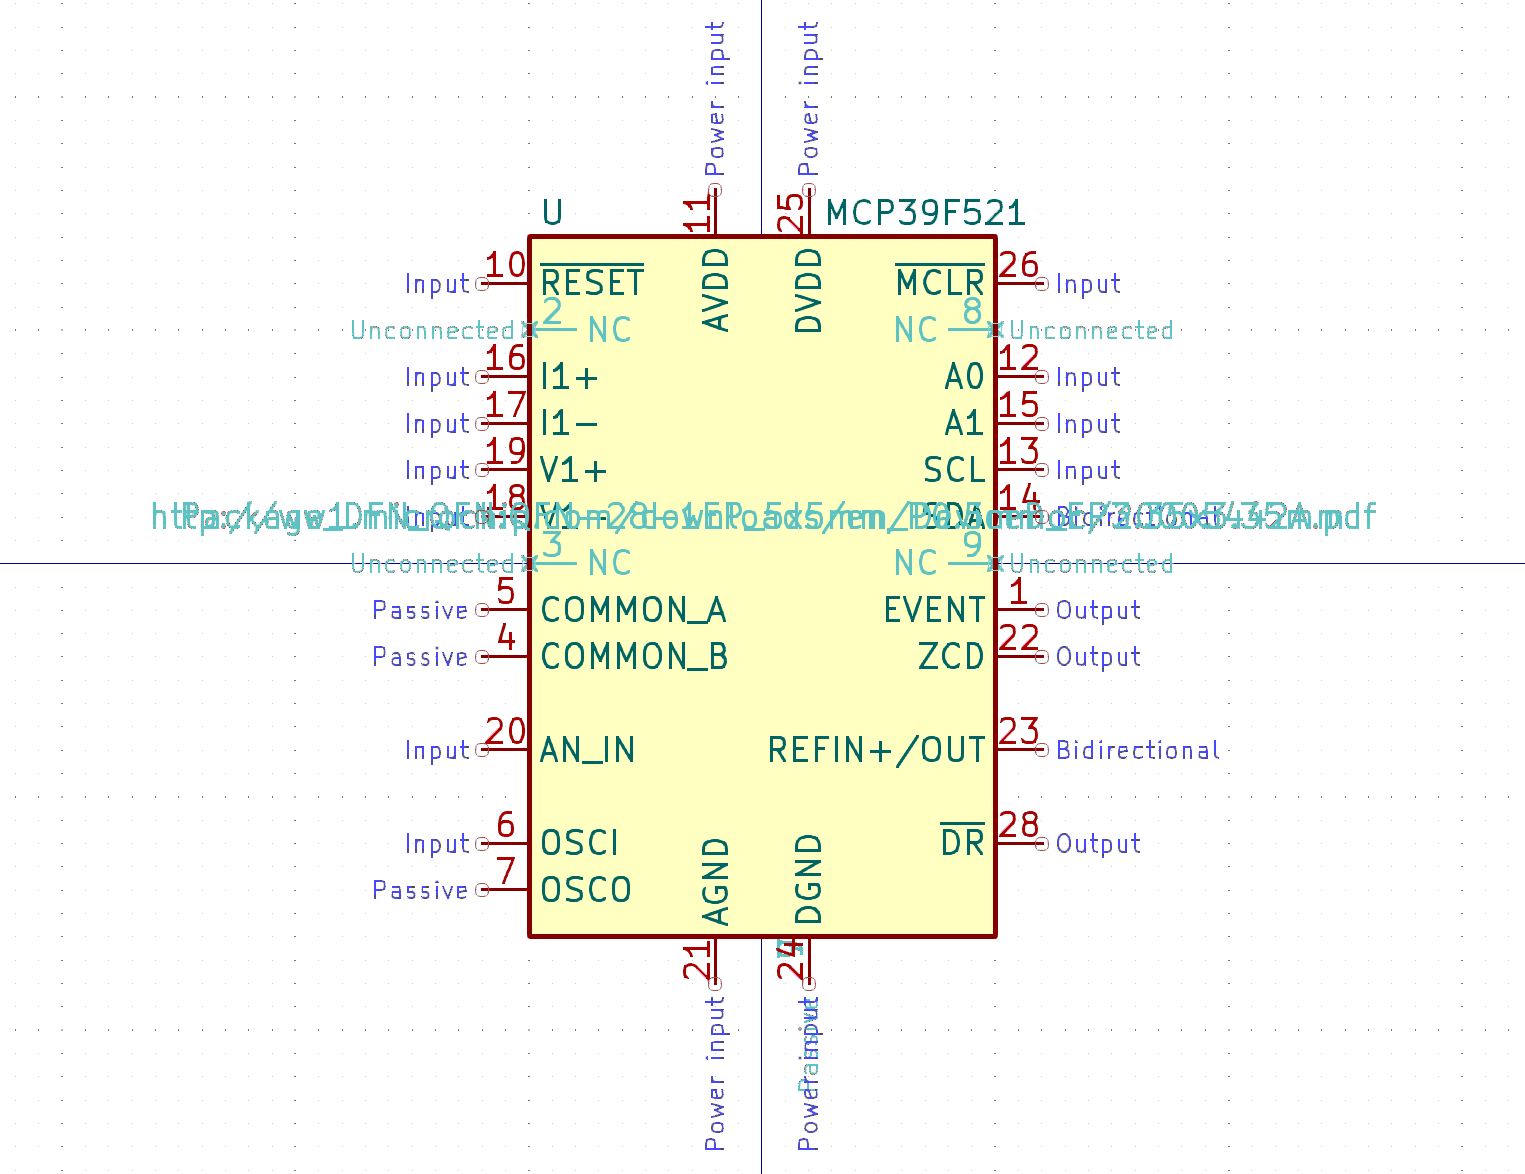 Power input
Power input
11
25
U
MCP39F521
AVDD
DVDD
Input 10 RESET
MCLR 26 Input
Unconnected 2 NC
NC 8 Unconnected
Input 16 I1+
A0 12 Input
Input 17 I1-
A1 15 Input
Input 19 V1+
SCL 13 Input
Input 18 V1-
SDA 14 Bidirectional
Unconnected 3 NC
NC 9 Unconnected
Passive 5 COMMON_A
EVENT 1 Output
Passive 4 COMMON_B
ZCD 22 Output
Input 20 AN_IN
REFIN+/OUT 23 Bidirectional
Input 6 OSCI
DR 28 Output
Passive 7 OSCO
AGND
DGND
21
24
Power input
Power input
Passive